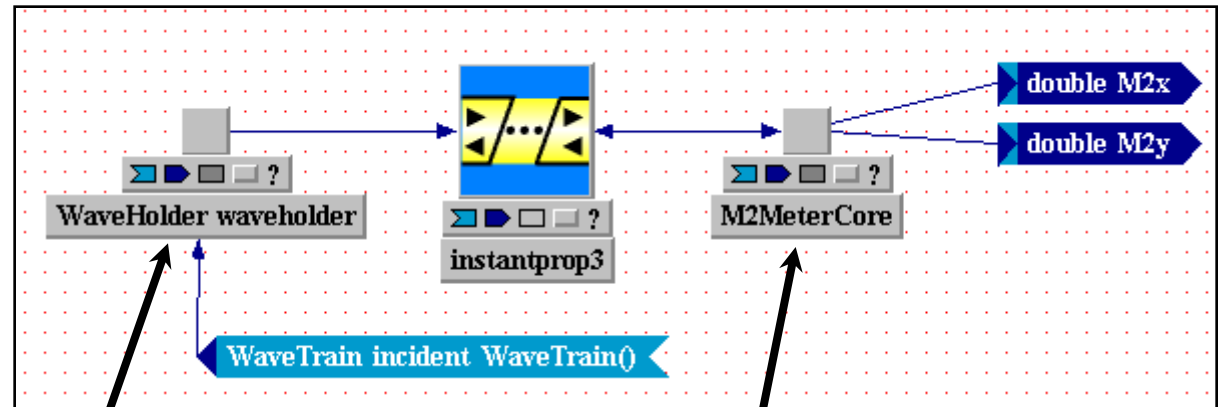 double M2x
double M2y
?
?
?
WaveHolder waveholder
M2MeterCore
instantprop3
WaveTrain incident WaveTrain()